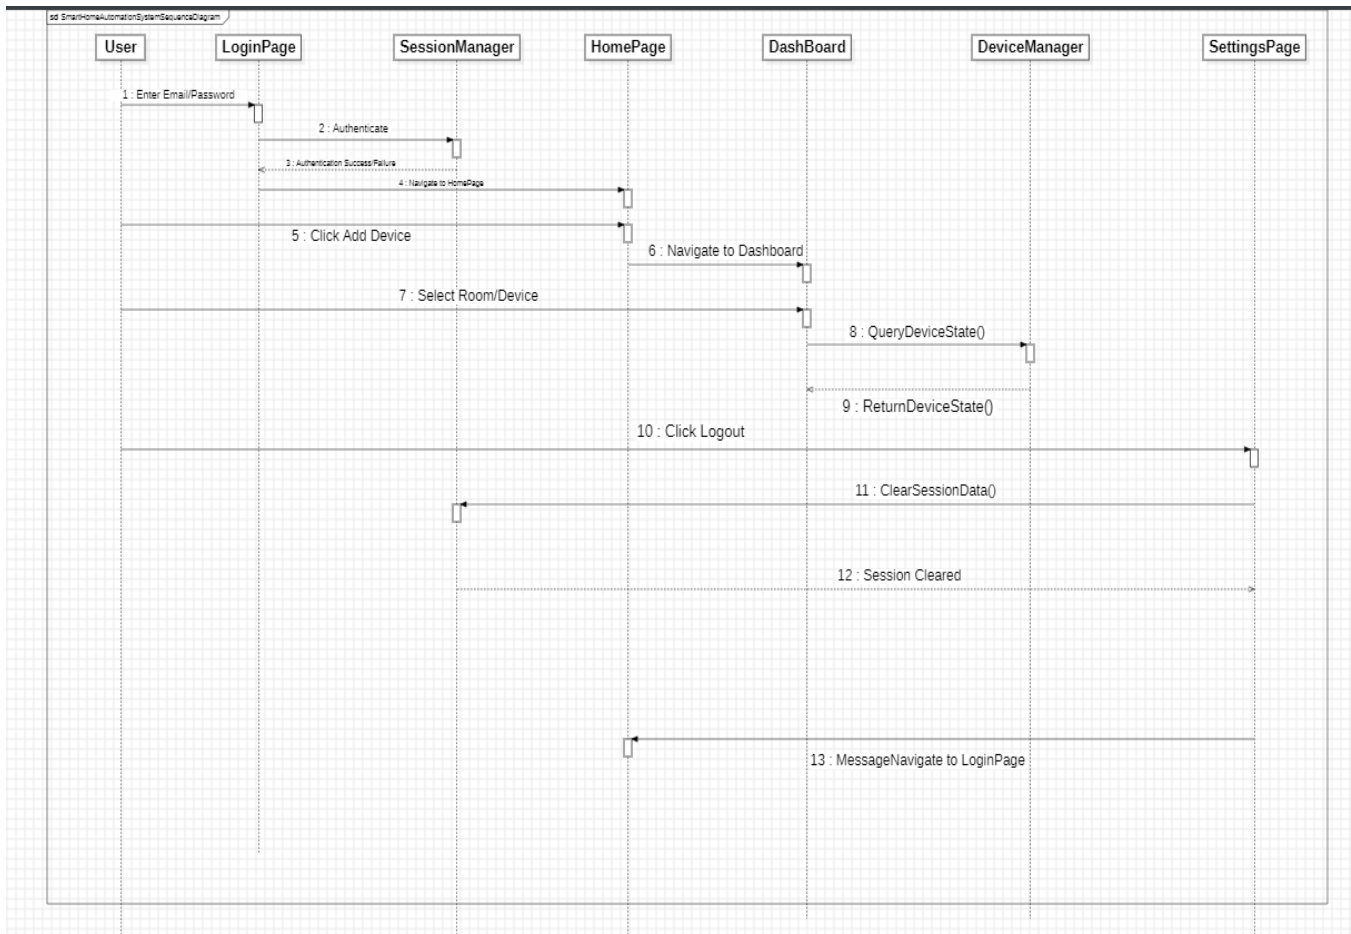 sd SmartHomeAutomationSystemSequenceDiagram
User
LoginPage
SessionManager
HomePage
DashBoard
DeviceManager
SettingsPage
1 : Enter Email/Password
2 : Authenticate
3 : Authentication Success/Failure
4 : Navigate to HomePage
5 : Click Add Device
6 : Navigate to Dashboard
7 : Select Room/Device
8 : QueryDeviceState()
9 : ReturnDeviceState()
10 : Click Logout
11 : ClearSessionData()
12 : Session Cleared
13 : MessageNavigate to LoginPage